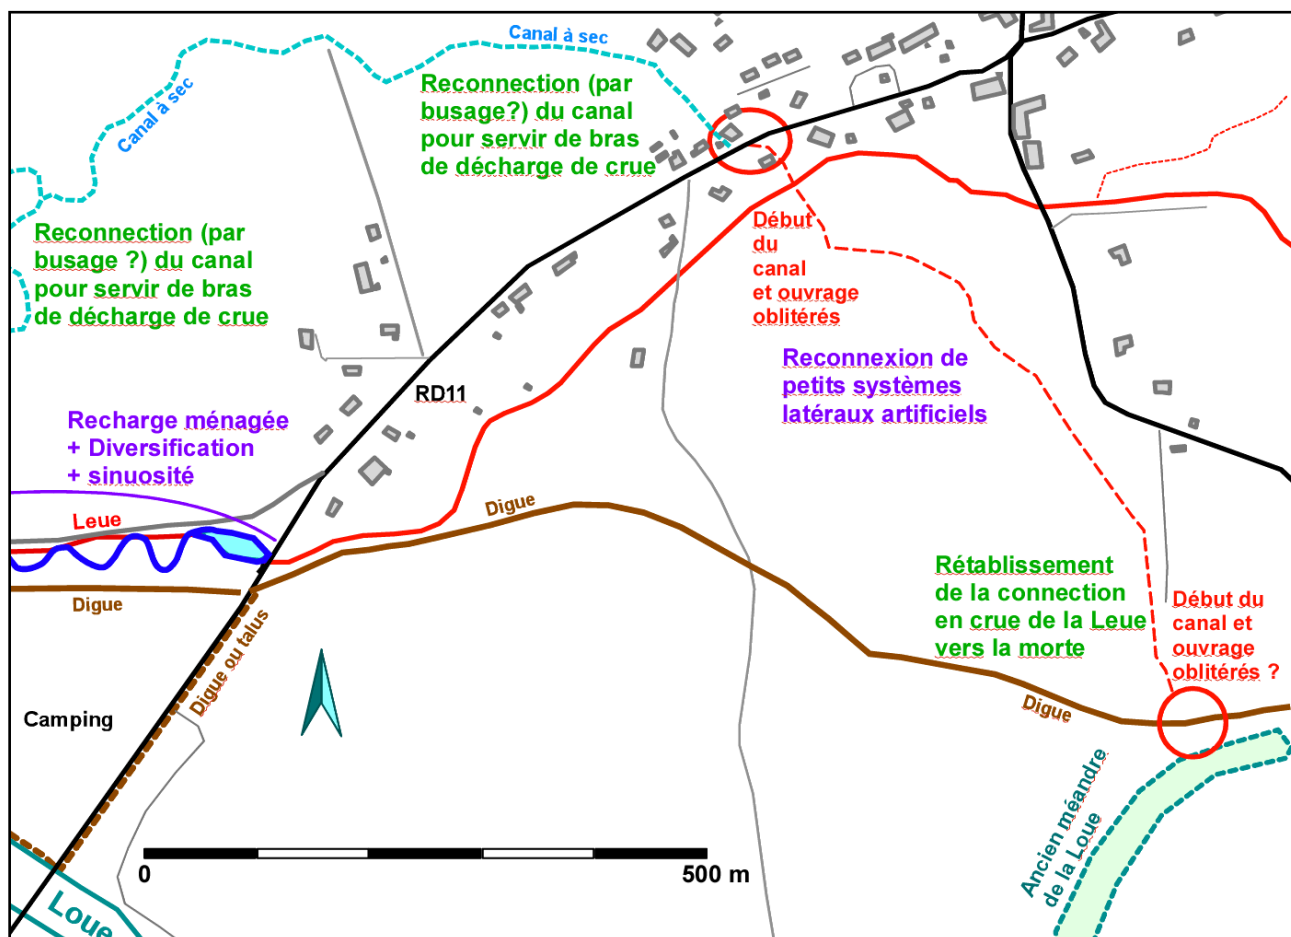 Canal à sec
Canal à sec
Reconnection (par
busage?) du canal
pour servir de bras
de décharge de crue
Reconnection (par
busage ?) du canal
pour servir de bras
de décharge de crue
Début
du
canal
et ouvrage
oblitérés
Reconnexion de
petits systèmes
latéraux artificiels
RD11
Recharge ménagée
+ Diversification
+ sinuosité
Leue
Digue
Digue
Digue ou talus
Rétablissement
de la connection
en crue de la Leue
vers la morte
Début du
canal et
ouvrage
oblitérés ?
Digue
Camping
Ancien méandre
de la Loue
0
500 m
Loue